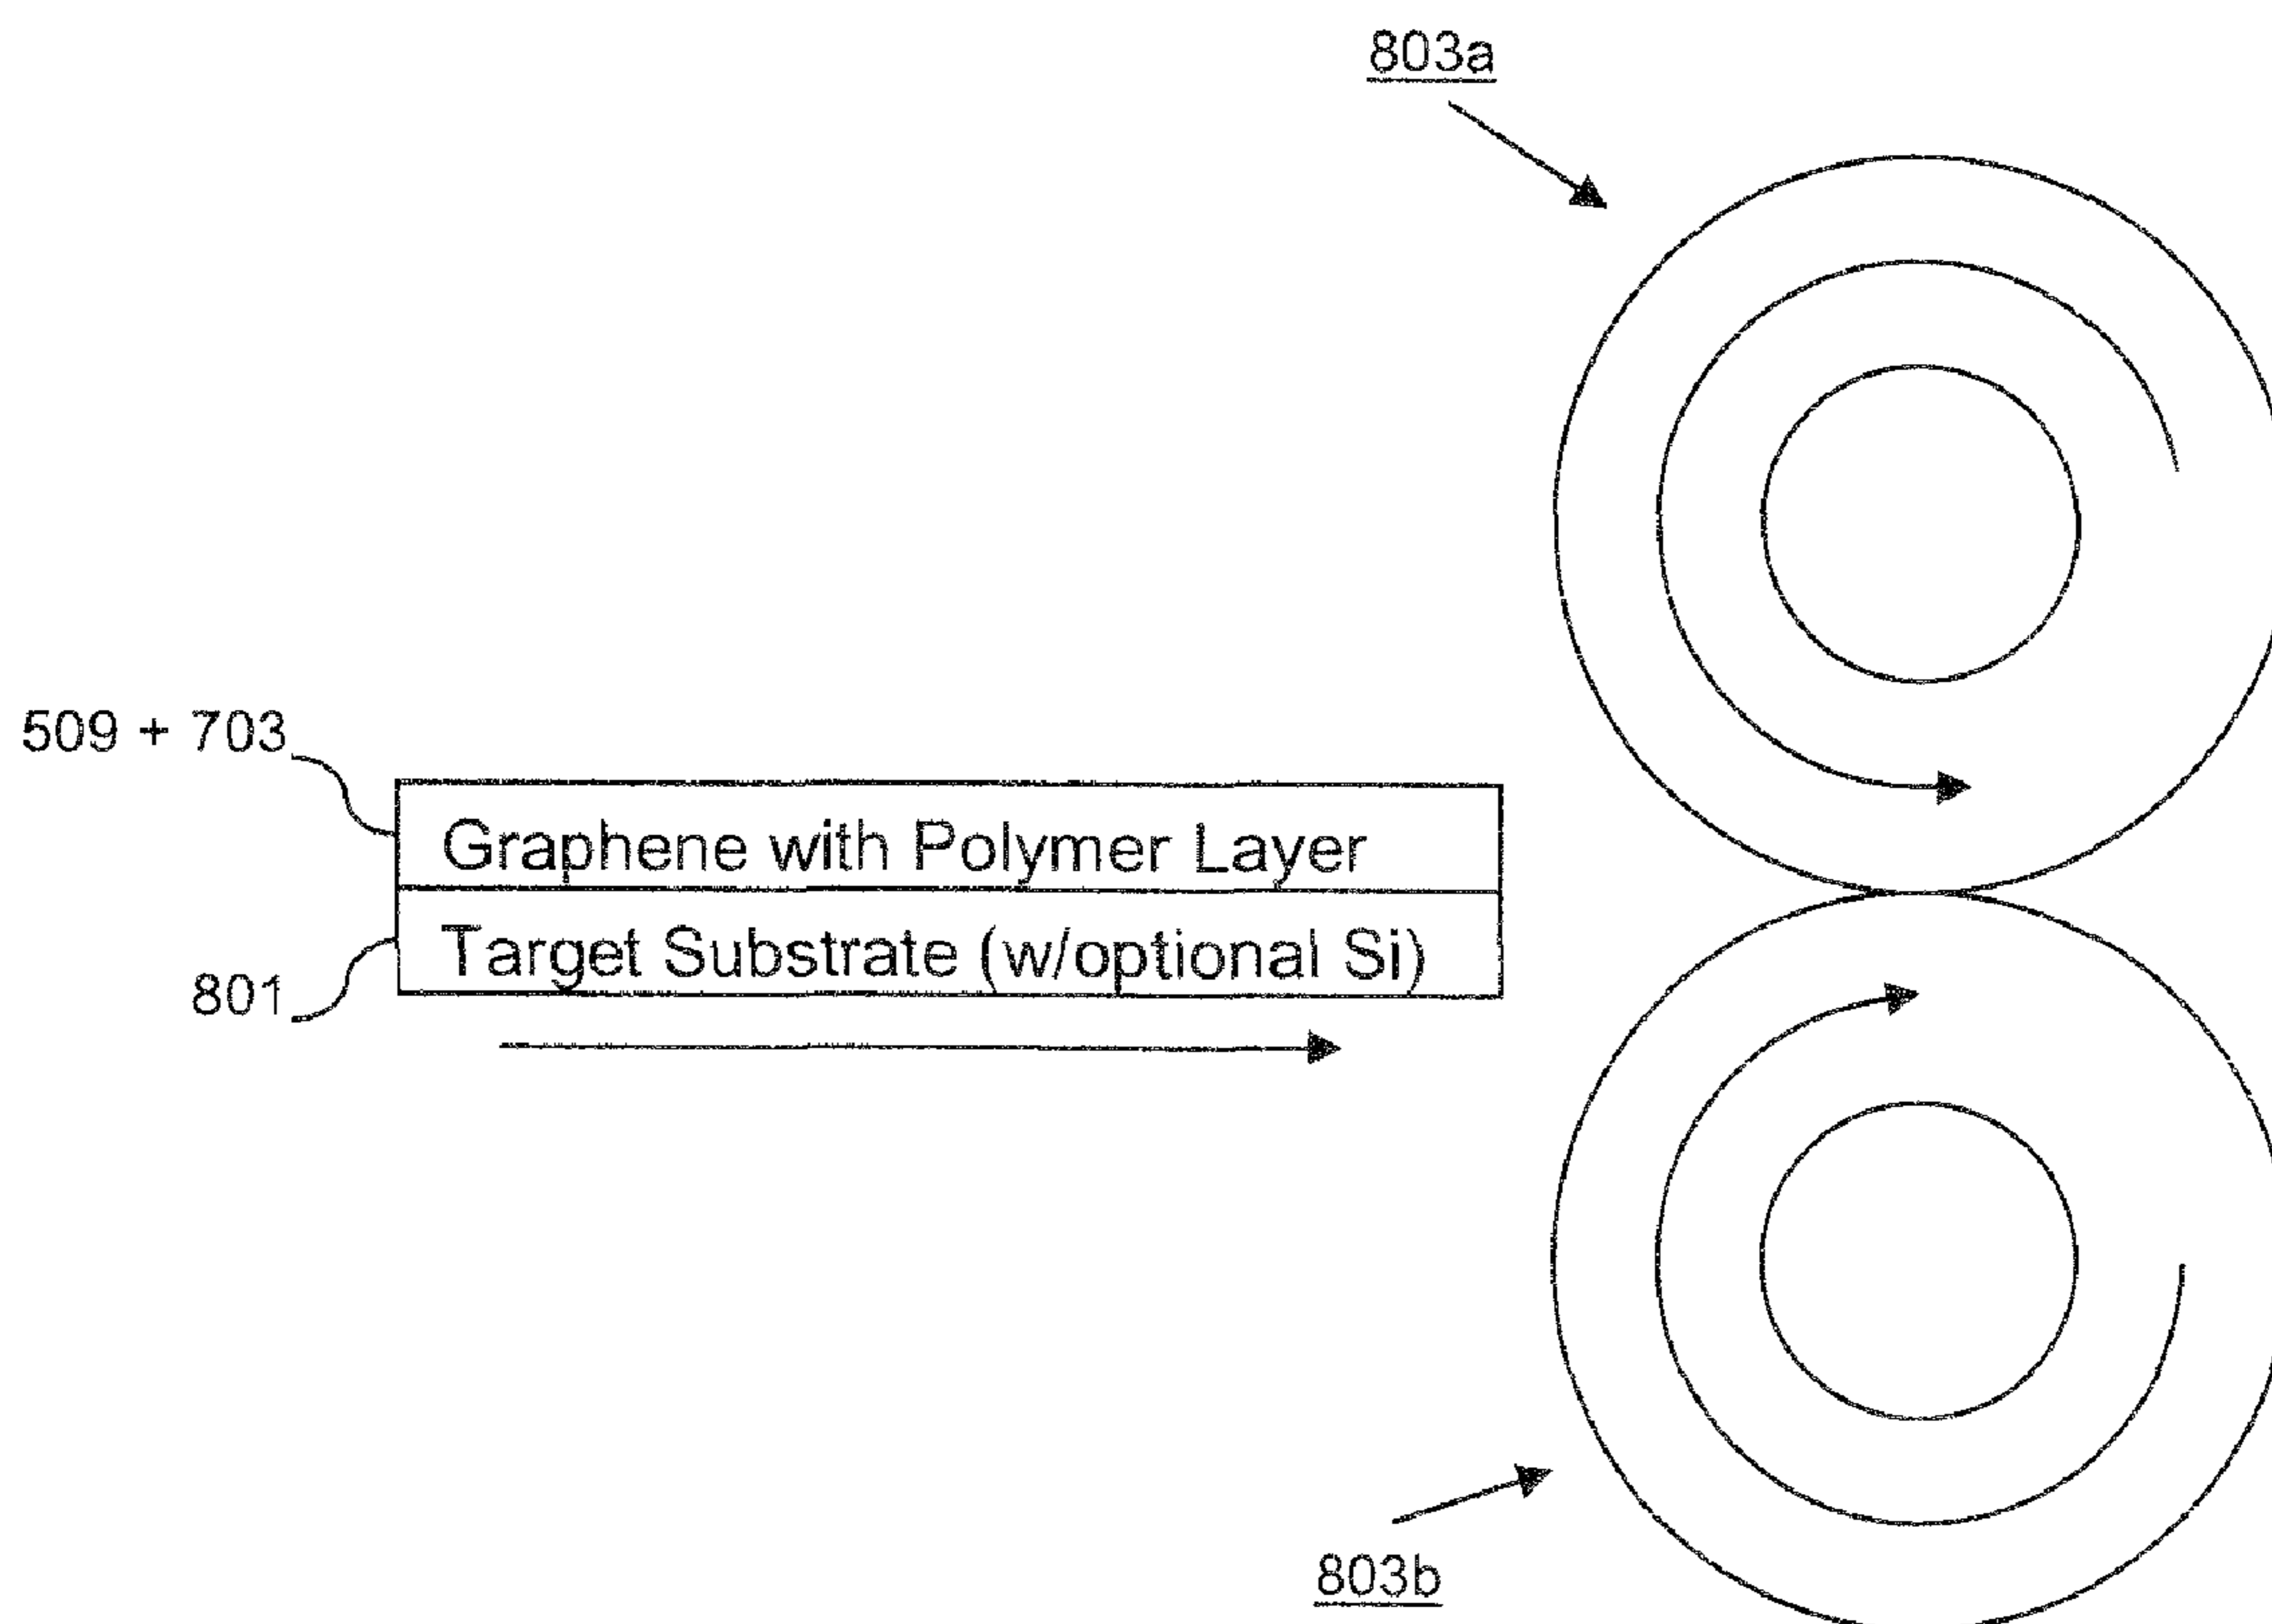 803a
509 + 703
Graphene with Polymer Layer
Target Substrate (w/optional Si)
801
803b